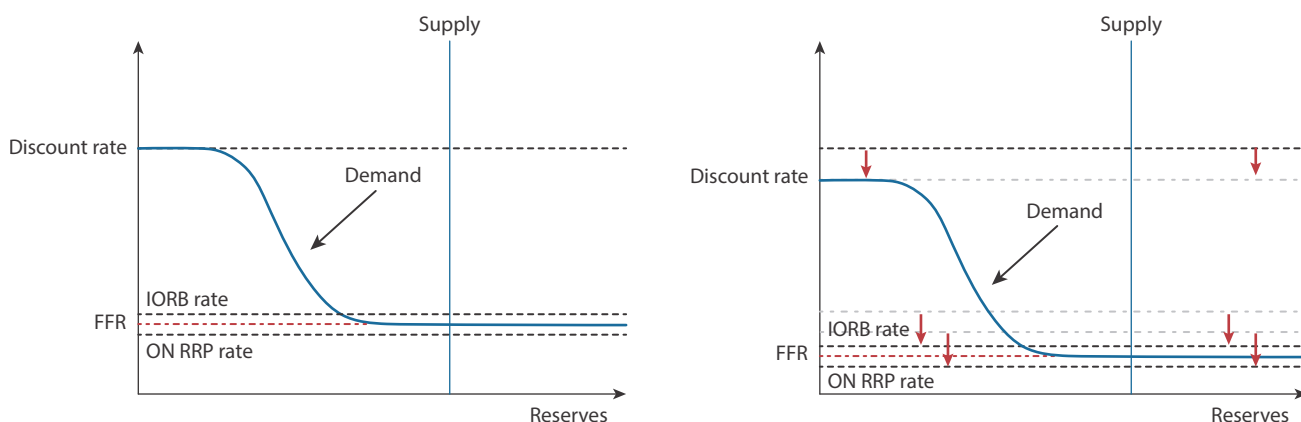 Supply
Discount rate
Demand
IORB rate
FFR
ON RRP rate
Reserves
Supply
Discount rate
Demand
IORB rate
FFR
ON RRP rate
Reserves